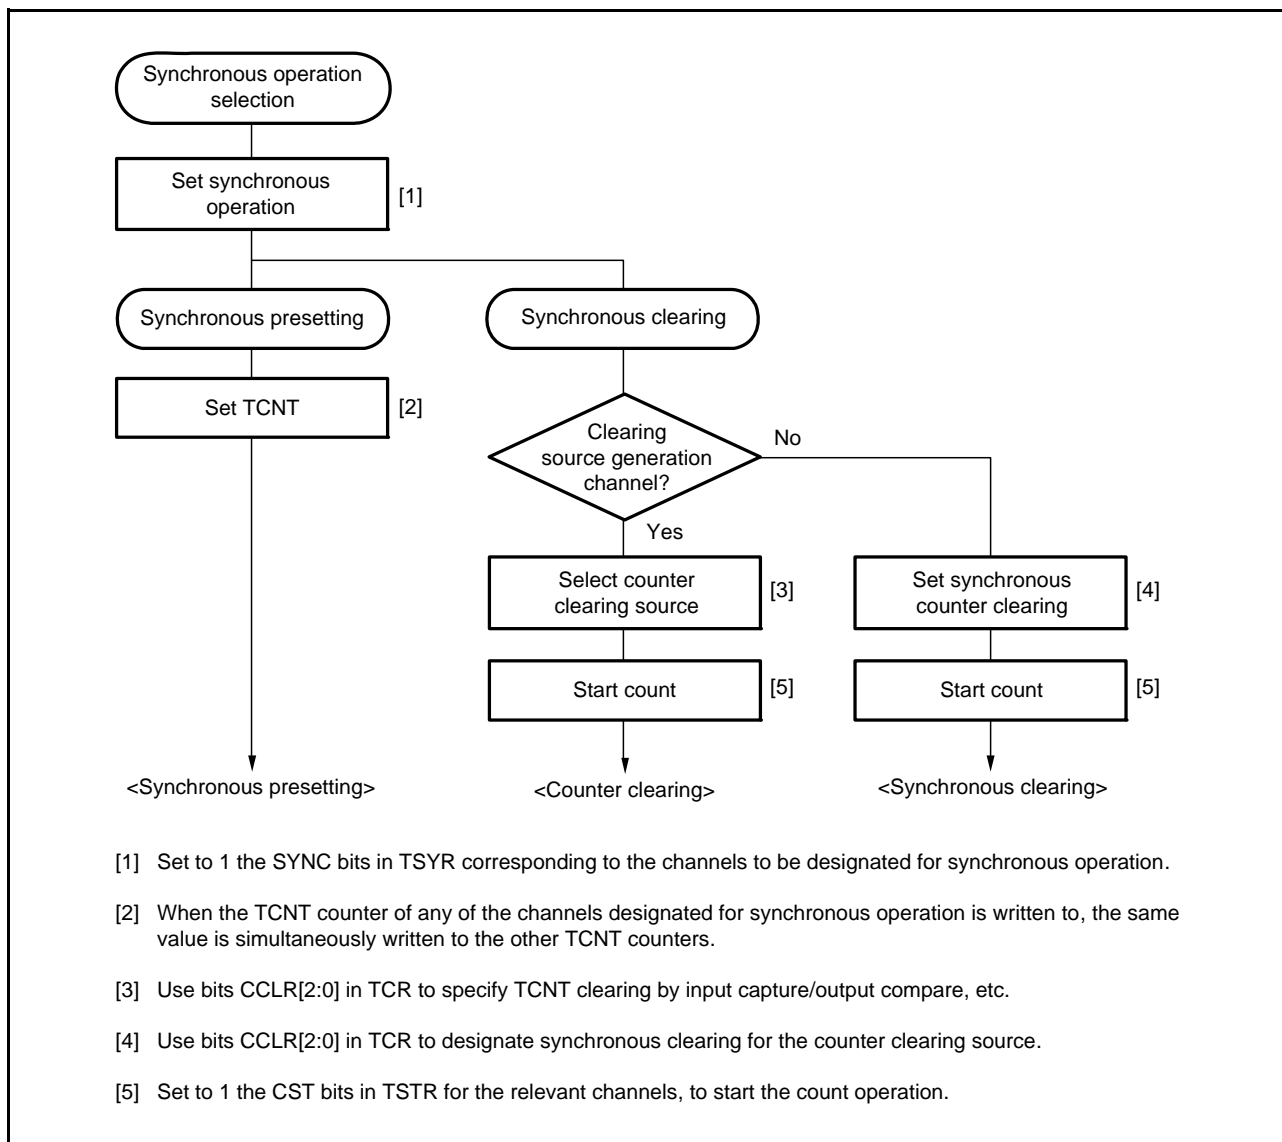 Synchronous operation
selection
Set synchronous
operation
[1]
Synchronous presetting
Synchronous clearing
Set TCNT
[2]
Clearing
source generation
channel?
No
Yes
Select counter
clearing source
[3]
Set synchronous
counter clearing
[4]
Start count
[5]
Start count
[5]
<Synchronous presetting>
<Counter clearing>
<Synchronous clearing>
[1] Set to 1 the SYNC bits in TSYR corresponding to the channels to be designated for synchronous operation.
[2] When the TCNT counter of any of the channels designated for synchronous operation is written to, the same
value is simultaneously written to the other TCNT counters.
[3] Use bits CCLR[2:0] in TCR to specify TCNT clearing by input capture/output compare, etc.
[4] Use bits CCLR[2:0] in TCR to designate synchronous clearing for the counter clearing source.
[5] Set to 1 the CST bits in TSTR for the relevant channels, to start the count operation.